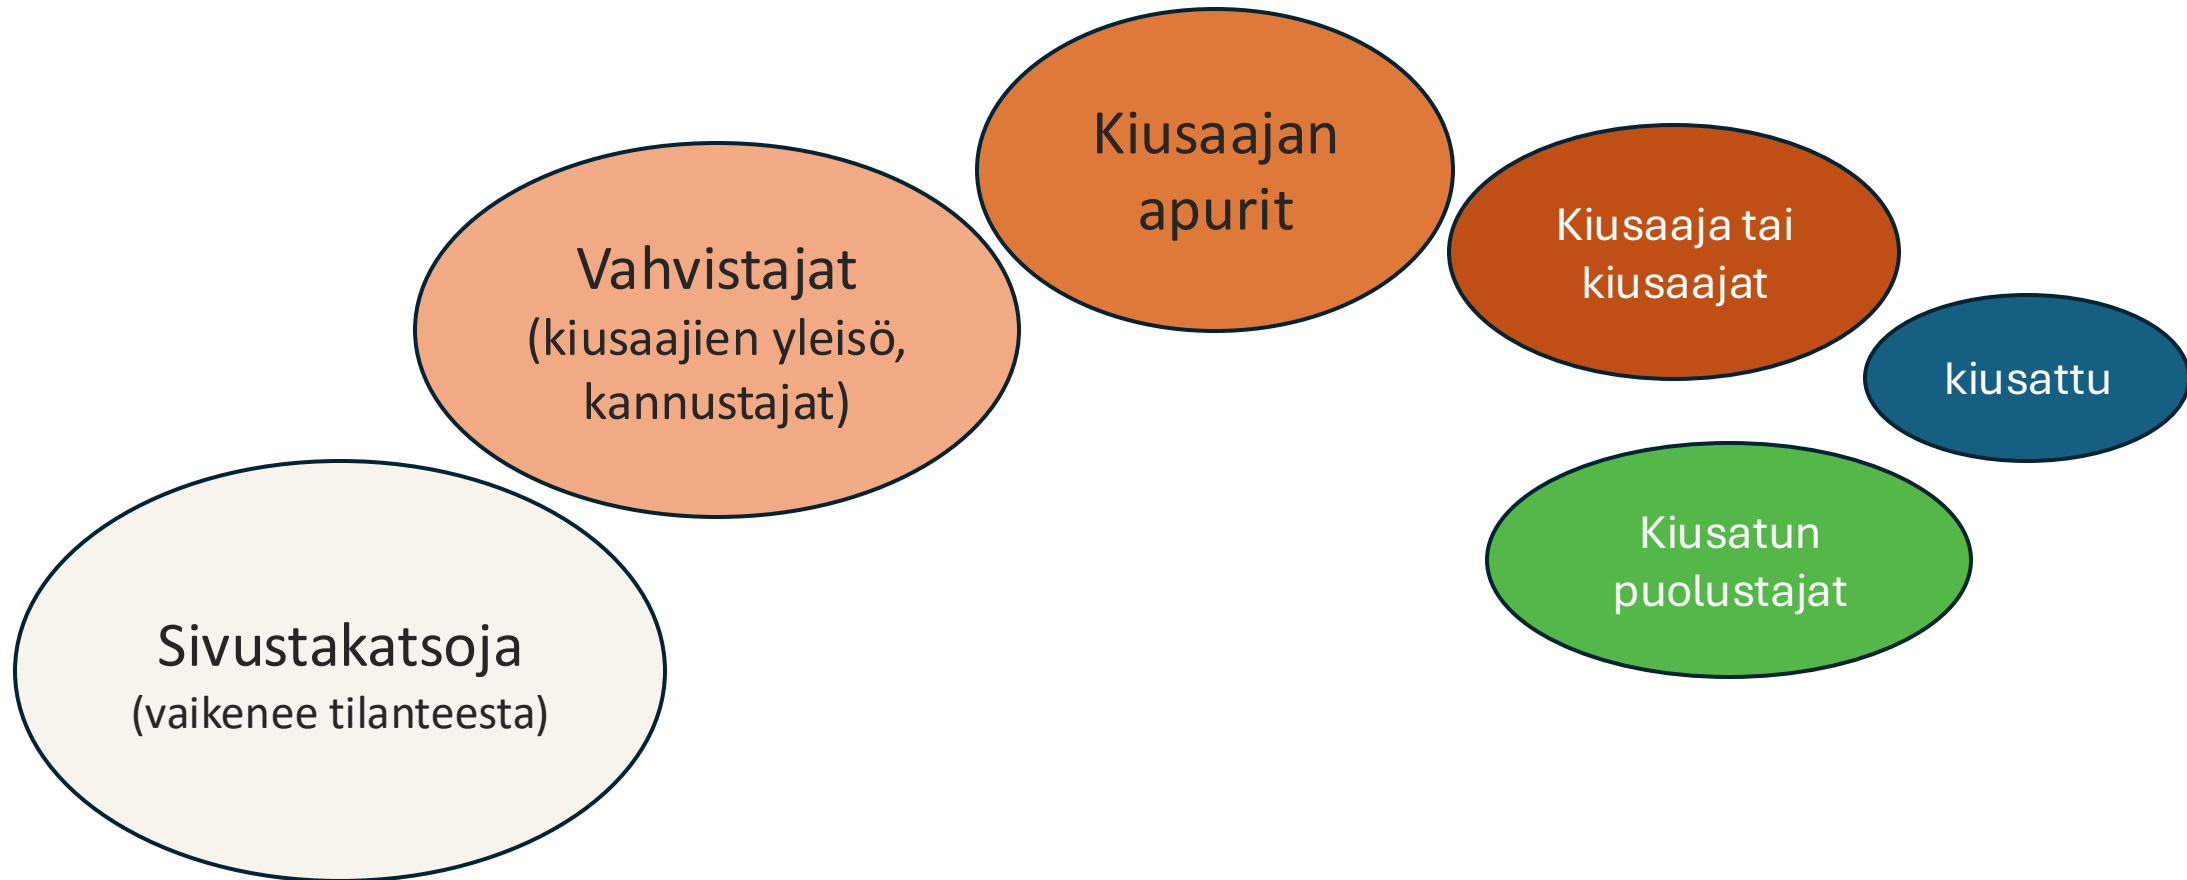 Kiusaajan
apurit
Kiusaaja tai
kiusaajat
Vahvistajat
(kiusaajien yleisö,
kannustajat)
kiusattu
Kiusatun
puolustajat
Sivustakatsoja
(vaikenee tilanteesta)